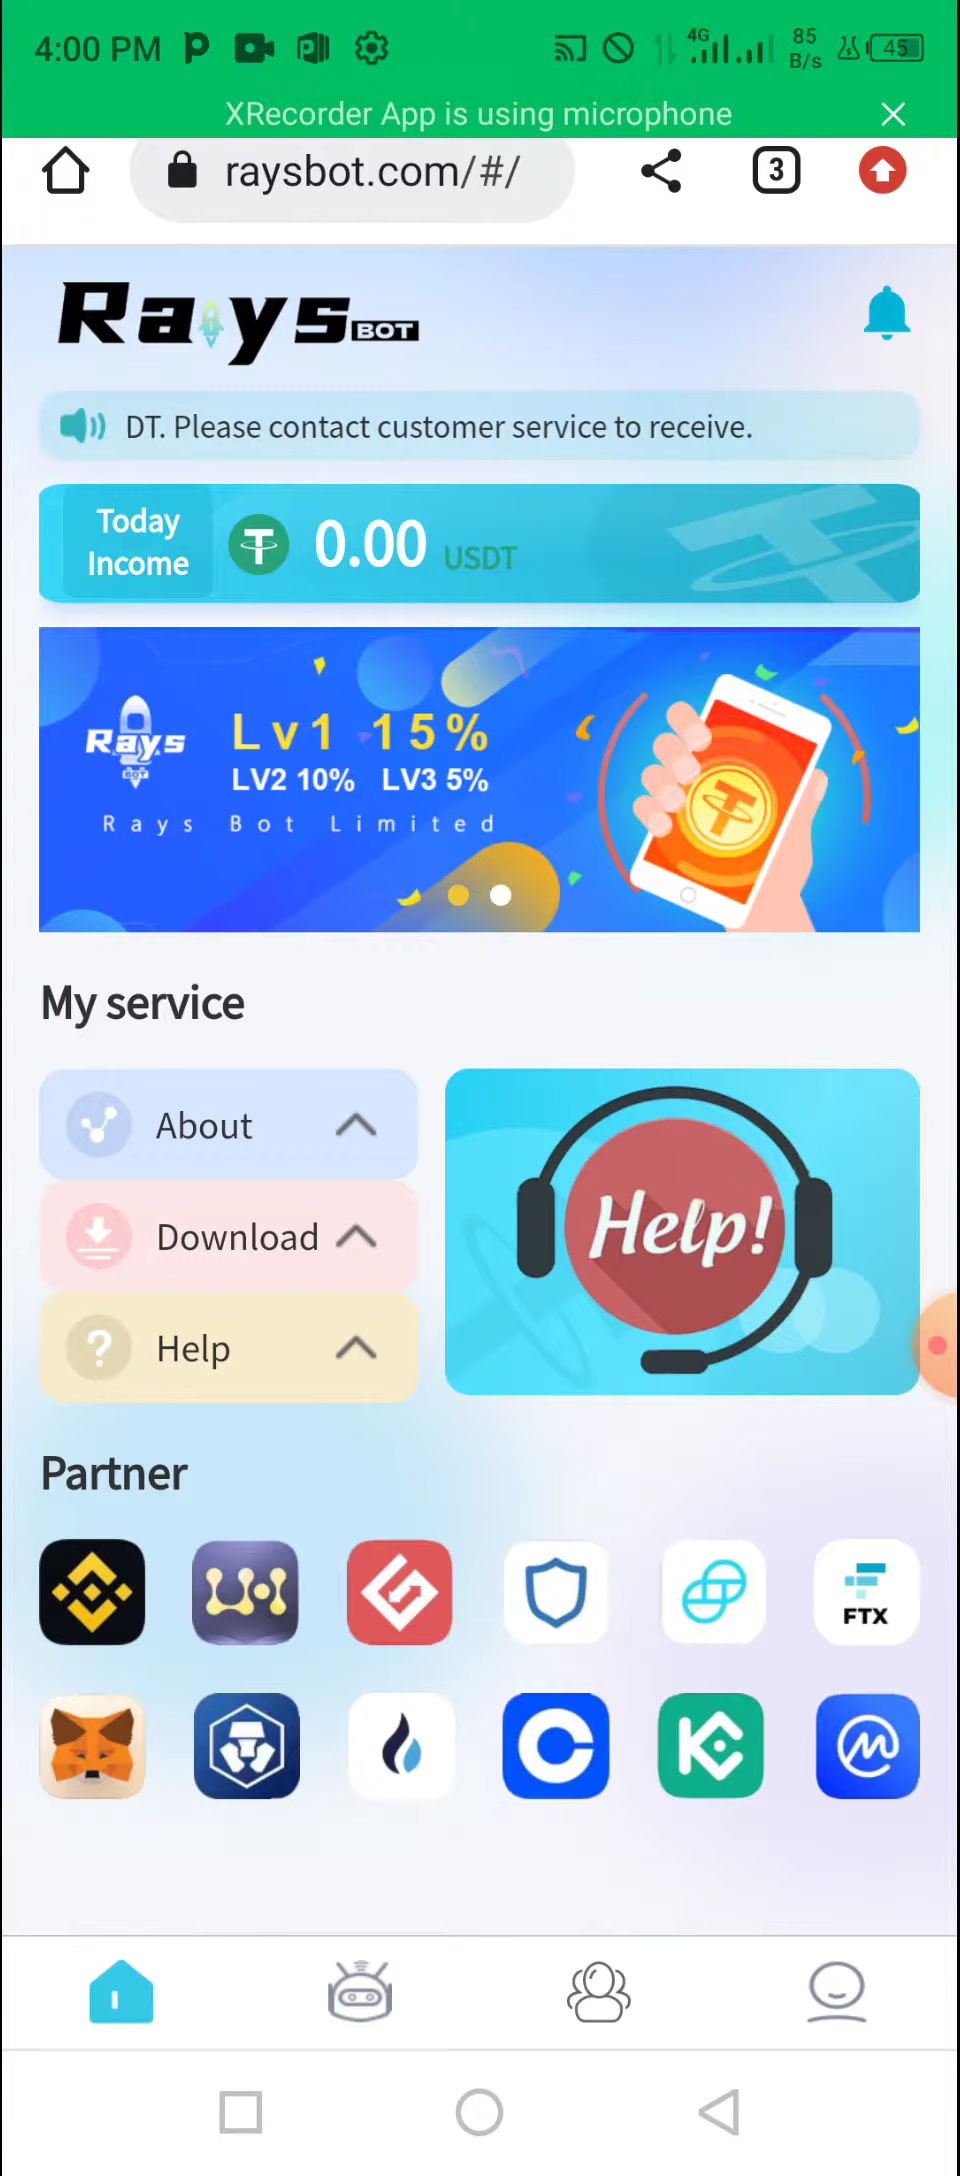 4:00 PM 4G 85 B/s 45
XRecorder App is using microphone
raysbot.com/#/ 3
Rays BOT
DT. Please contact customer service to receive.
Today
Income
0.00 USDT
Lv1 15%
Rays
BOT
LV2 10% LV3 5%
Rays Bot Limited
My service
About
Download
Help
Help!
Partner
FTX